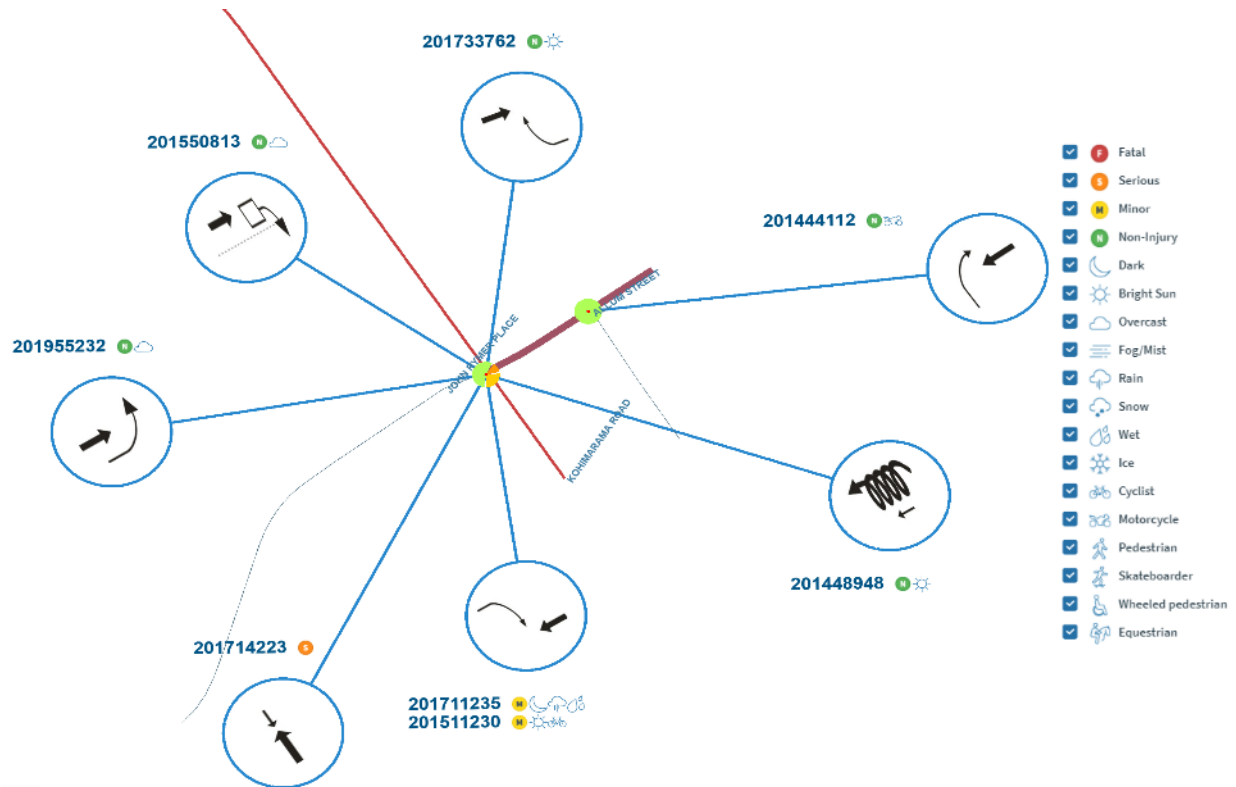 201733762 N
201550813 N
201444112 N
ALLUM STREET
JOHN RYMER PLACE
201955232 N
KOHIMARAMA ROAD
201448948 N
201714223 S
201711235 M
201511230 M
F Fatal
S Serious
M Minor
N Non-Injury
Dark
Bright Sun
Overcast
Fog/Mist
Rain
Snow
Wet
Ice
Cyclist
Motorcycle
Pedestrian
Skateboarder
Wheeled pedestrian
Equestrian